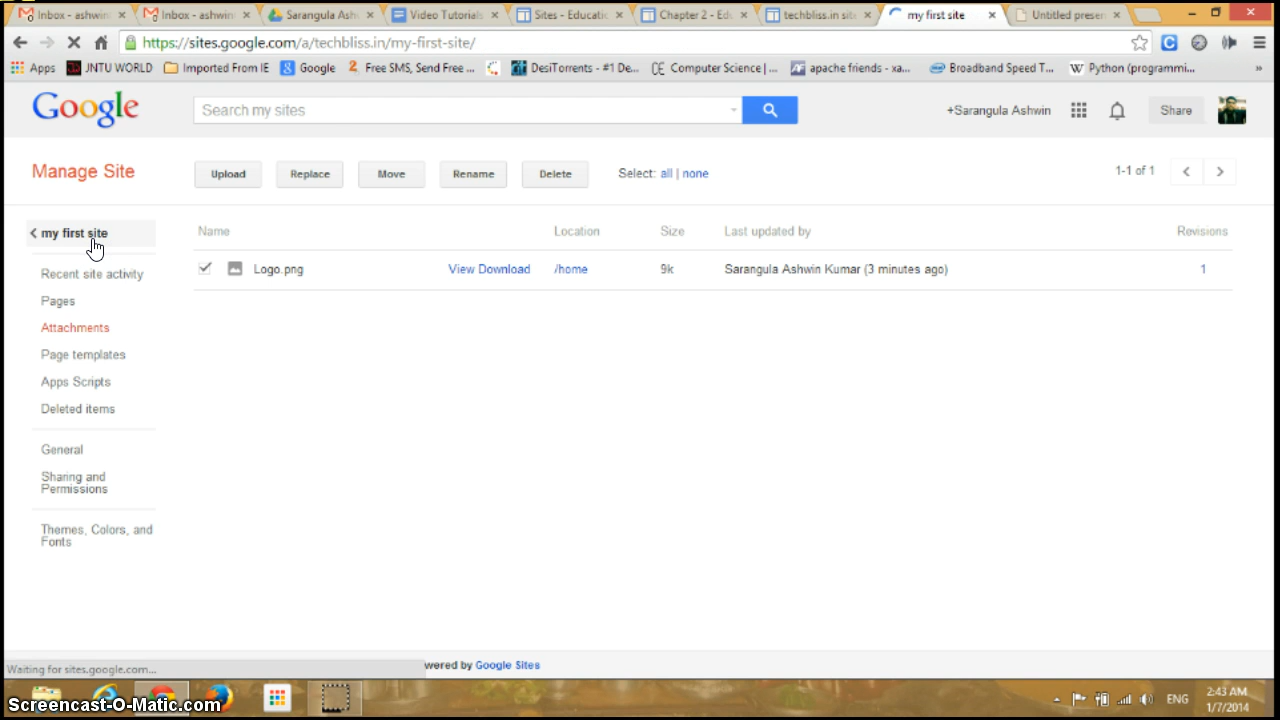 Inbox - ashwin
Inbox - ashwin
Sarangula Ash
Video Tutorials
Sites - Educatic
Chapter 2 - Edu
techbliss.in site
my first site
Untitled presen
https://sites.google.com/a/techbliss.in/my-first-site/
Apps
JNTU WORLD
Imported From IE
Google
Free SMS, Send Free ...
DesiTorrents - #1 De...
Computer Science | ...
apache friends - xa...
Broadband Speed T...
Python (programmi...
»
Google
Search my sites
+Sarangula Ashwin
Share
Manage Site
Upload
Replace
Move
Rename
Delete
Select: all | none
1-1 of 1
my first site
Name
Location
Size
Last updated by
Revisions
Logo.png
View Download
/home
9k
Sarangula Ashwin Kumar (3 minutes ago)
1
Recent site activity
Pages
Attachments
Page templates
Apps Scripts
Deleted items
General
Sharing and
Permissions
Themes, Colors, and
Fonts
Waiting for sites.google.com...
wered by Google Sites
Screencast-O-Matic.com
ENG
2:43 AM
1/7/2014